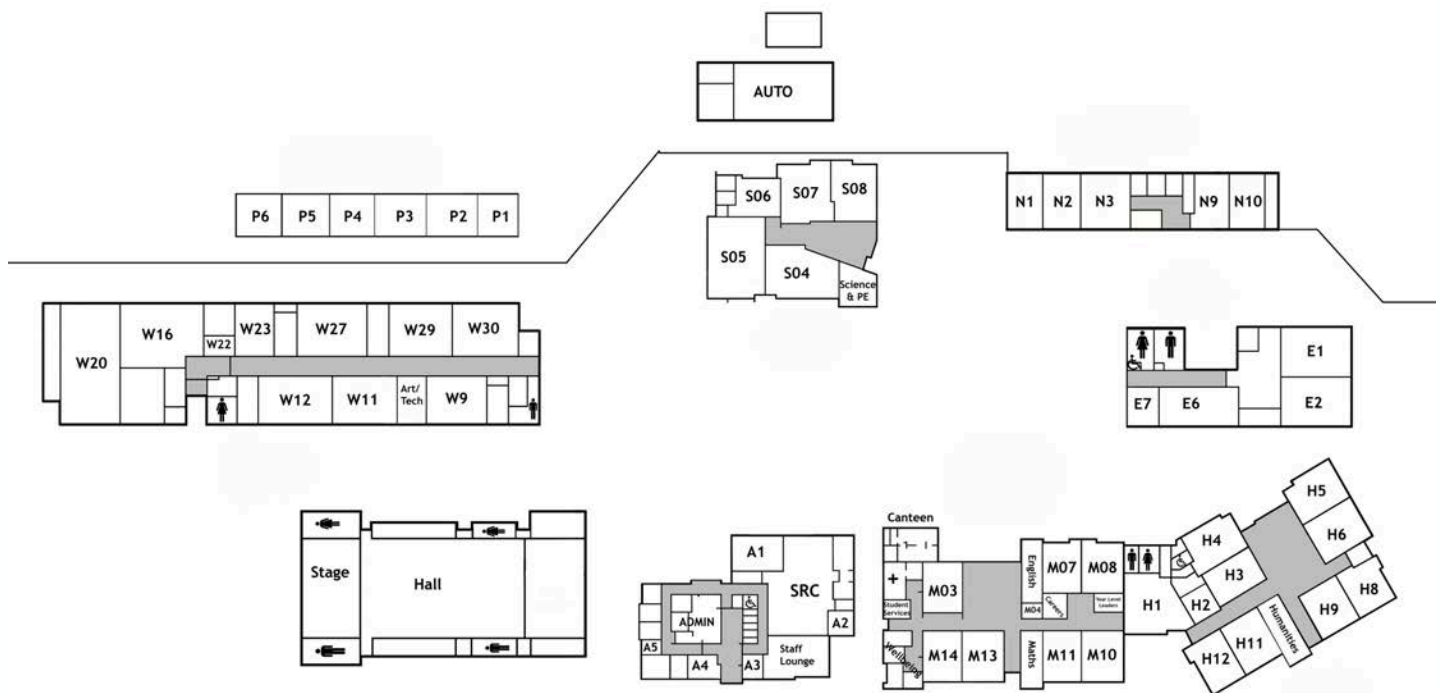 AUTO
S06
S07
S08
S05
S04
Science
& PE
N1
N2
N3
N9
N10
P6
P5
P4
P3
P2
P1
W20
W16
W22
W23
W27
W29
W30
W12
W11
Art/
Tech
W9
E1
E7
E6
E2
Stage
Hall
A1
SRC
ADMIN
A2
A5
A4
A3
Staff
Lounge
Canteen
Student
Services
M03
English
M04
M07
Careers
M08
Year Level
Leaders
Wellbeing
M14
M13
Maths
M11
M10
H1
H2
H4
H3
H5
H6
H8
H9
Humanities
H11
H12